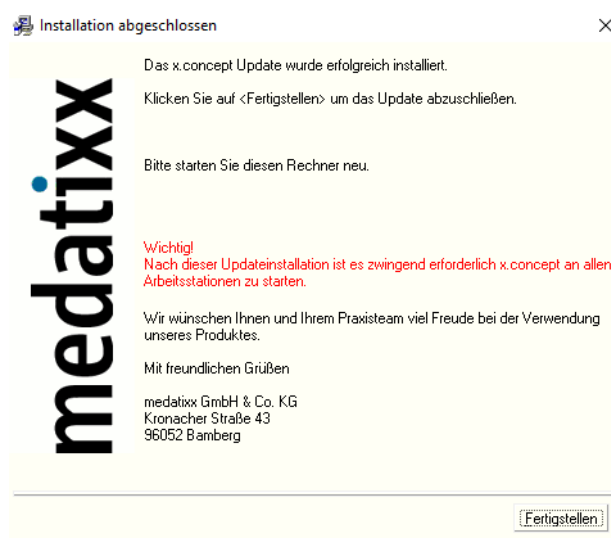 Installation abgeschlossen
Das x.concept Update wurde erfolgreich installiert.
Klicken Sie auf <Fertigstellen> um das Update abzuschließen.
Bitte starten Sie diesen Rechner neu.
Wichtig!
Nach dieser Updateinstallation ist es zwingend erforderlich x.concept an allen
Arbeitsstationen zu starten.
Wir wünschen Ihnen und Ihrem Praxisteam viel Freude bei der Verwendung
unseres Produktes.
Mit freundlichen Grüßen
medatixx GmbH & Co. KG
Kronacher Straße 43
96052 Bamberg
medatixx
Fertigstellen